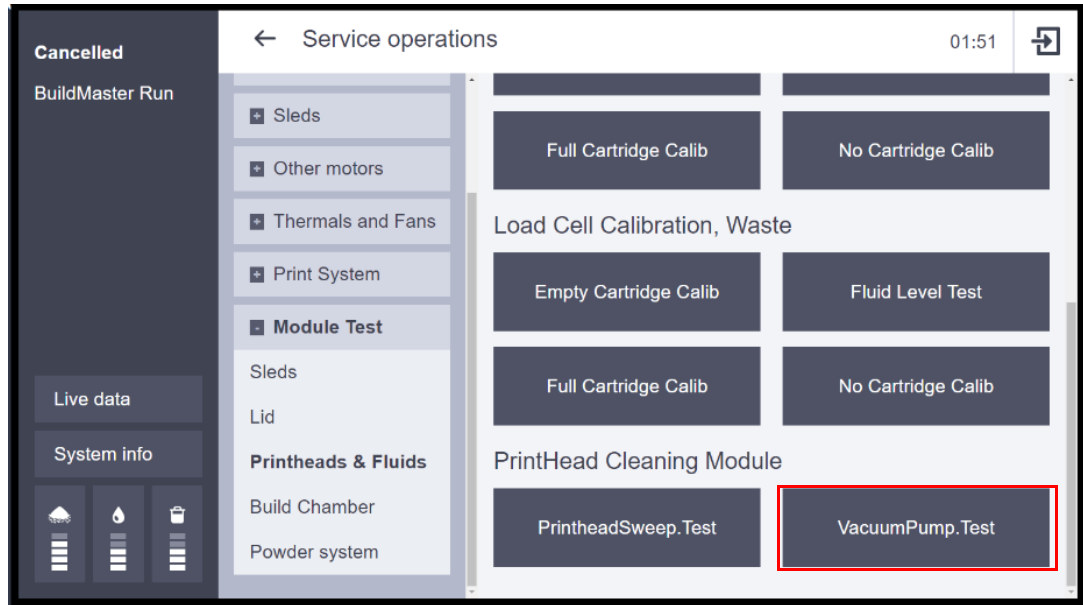 Cancelled
BuildMaster Run
Live data
System info
Service operations
01:51
Sleds
Other motors
Thermals and Fans
Print System
Module Test
Sleds
Lid
Printheads & Fluids
Build Chamber
Powder system
Full Cartridge Calib
No Cartridge Calib
Load Cell Calibration, Waste
Empty Cartridge Calib
Fluid Level Test
Full Cartridge Calib
No Cartridge Calib
PrintHead Cleaning Module
PrintheadSweep.Test
VacuumPump.Test